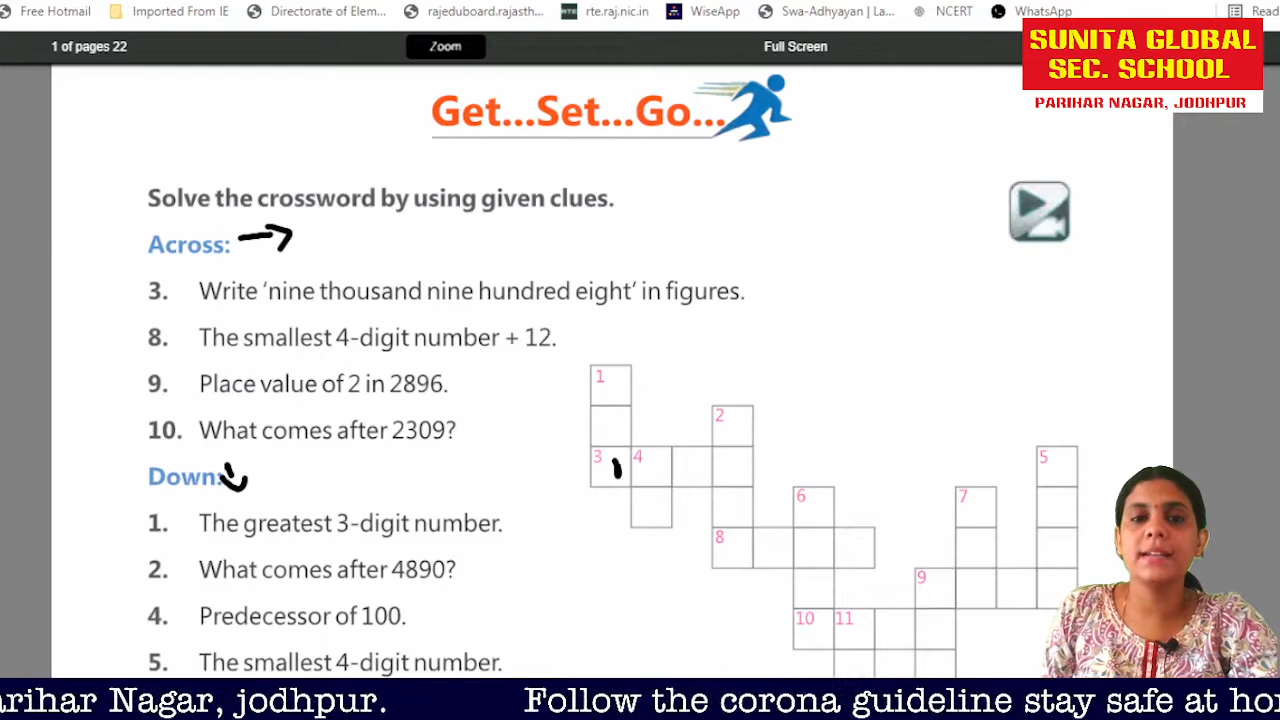 Free Hotmail Imported From IE Directorate of Elem... rajeduboard.rajasth... rte.raj.nic.in WiseApp Swa-Adhyayan | La... NCERT WhatsApp Read
1 of pages 22 Zoom Full Screen
SUNITA GLOBAL
SEC. SCHOOL
PARIHAR NAGAR, JODHPUR
Get...Set...Go...
Solve the crossword by using given clues.
Across:
3. Write ‘nine thousand nine hundred eight’ in figures.
8. The smallest 4-digit number + 12.
9. Place value of 2 in 2896.
10. What comes after 2309?
Down:
1. The greatest 3-digit number.
2. What comes after 4890?
4. Predecessor of 100.
5. The smallest 4-digit number.
1
2
3 4 5
6 7
8
9
10 11
arihar Nagar, jodhpur. Follow the corona guideline stay safe at ho